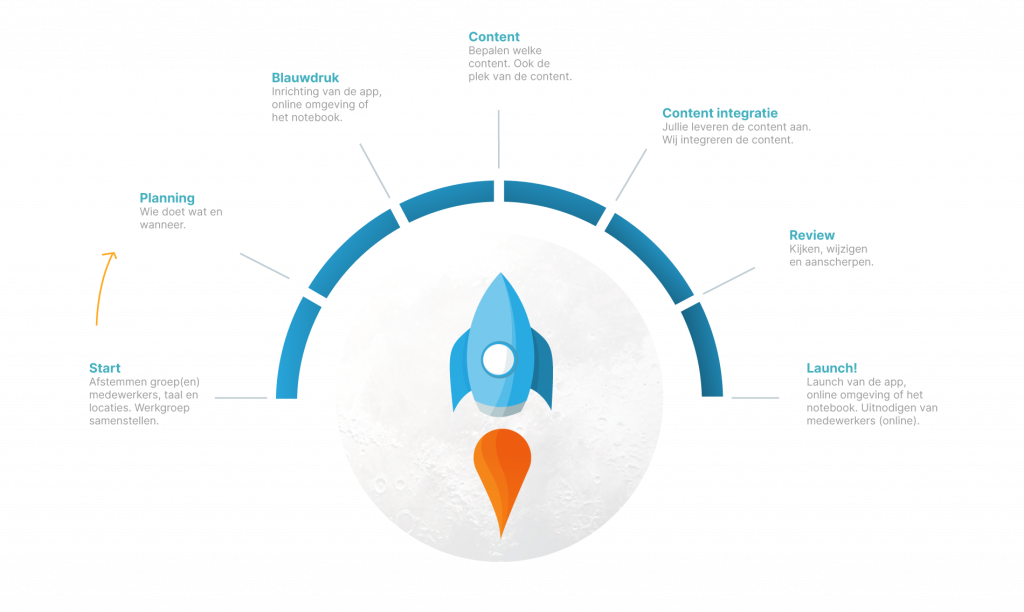 Start
Afstemmen groep(en)
medewerkers, taal en
locaties. Werkgroep
samenstellen.
Planning
Wie doet wat en
wanneer.
Blauwdruk
Inrichting van de app,
online omgeving of
het notebook.
Content
Bepalen welke
content. Ook de
plek van de content.
Content integratie
Jullie leveren de content aan.
Wij integreren de content.
Review
Kijken, wijzigen
en aanscherpen.
Launch!
Launch van de app,
online omgeving of het
notebook. Uitnodigen van
medewerkers (online).